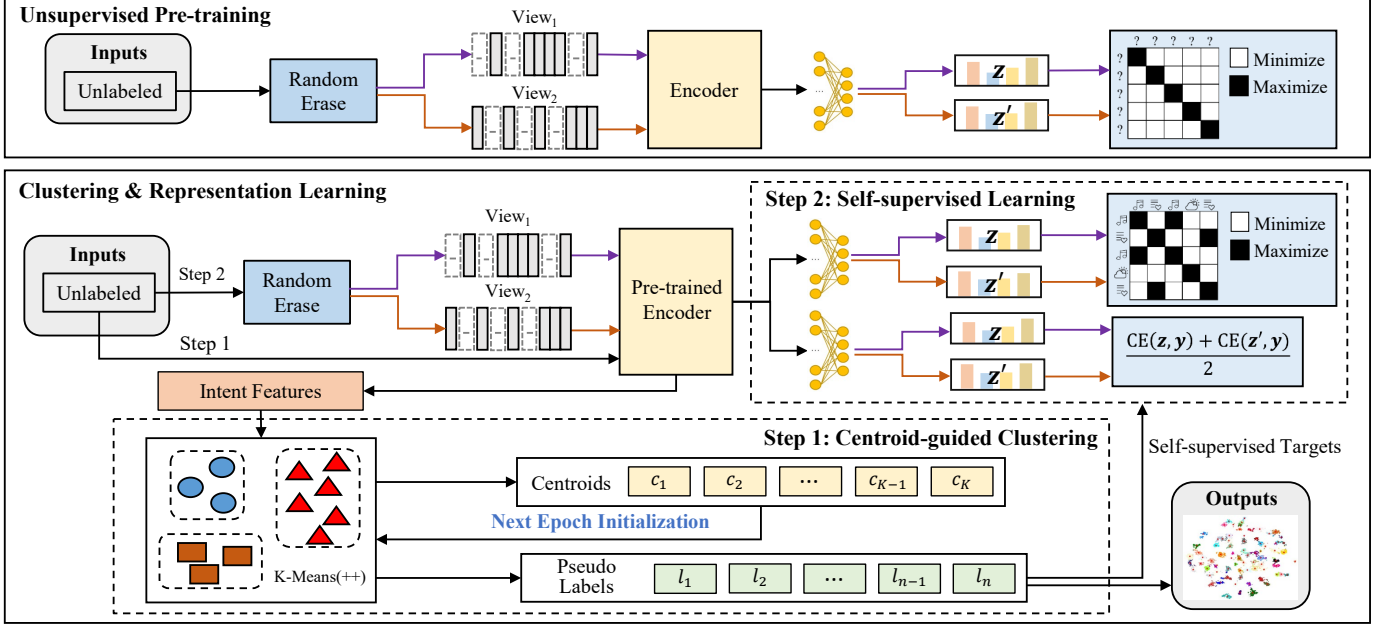 Unsupervised Pre-training
Inputs
Unlabeled
Random
Erase
View1
View2
Encoder
...
z
z'
? ? ? ? ?
?
?
?
?
?
Minimize
Maximize
Clustering & Representation Learning
Inputs
Unlabeled
Step 2
Step 1
Random
Erase
View1
View2
Pre-trained
Encoder
Step 2: Self-supervised Learning
...
z
z'
Minimize
Maximize
...
z
z'
CE(z, y) + CE(z', y)
2
Intent Features
Step 1: Centroid-guided Clustering
K-Means(++)
Centroids
c1 c2 ... cK−1 cK
Next Epoch Initialization
Pseudo
Labels
l1 l2 ... ln−1 ln
Self-supervised Targets
Outputs